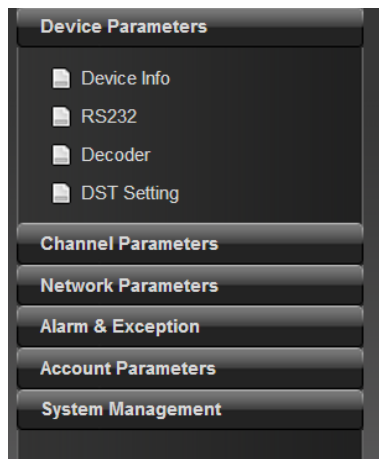 Device Parameters
Device Info
RS232
Decoder
DST Setting
Channel Parameters
Network Parameters
Alarm & Exception
Account Parameters
System Management